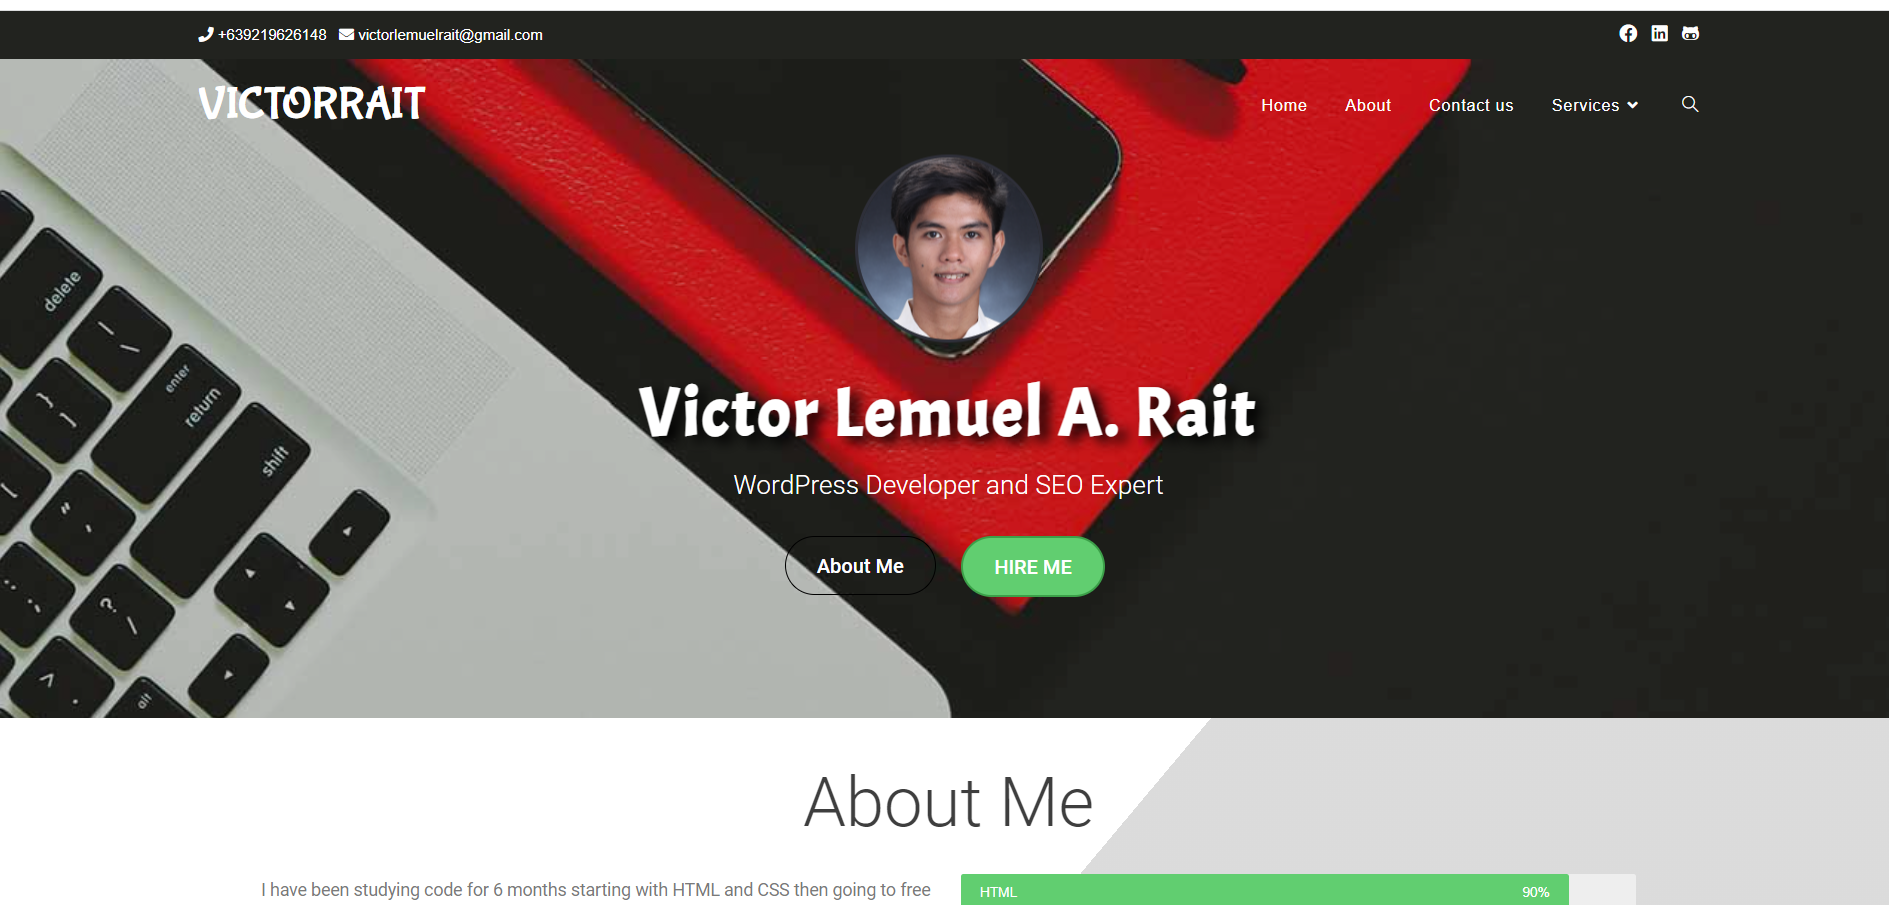 +639219626148 victorlemuelrait@gmail.com
VICTORRAIT
Home About Contact us Services
delete
enter
return
shift
alt
Victor Lemuel A. Rait
WordPress Developer and SEO Expert
About Me HIRE ME
About Me
I have been studying code for 6 months starting with HTML and CSS then going to free
HTML 90%